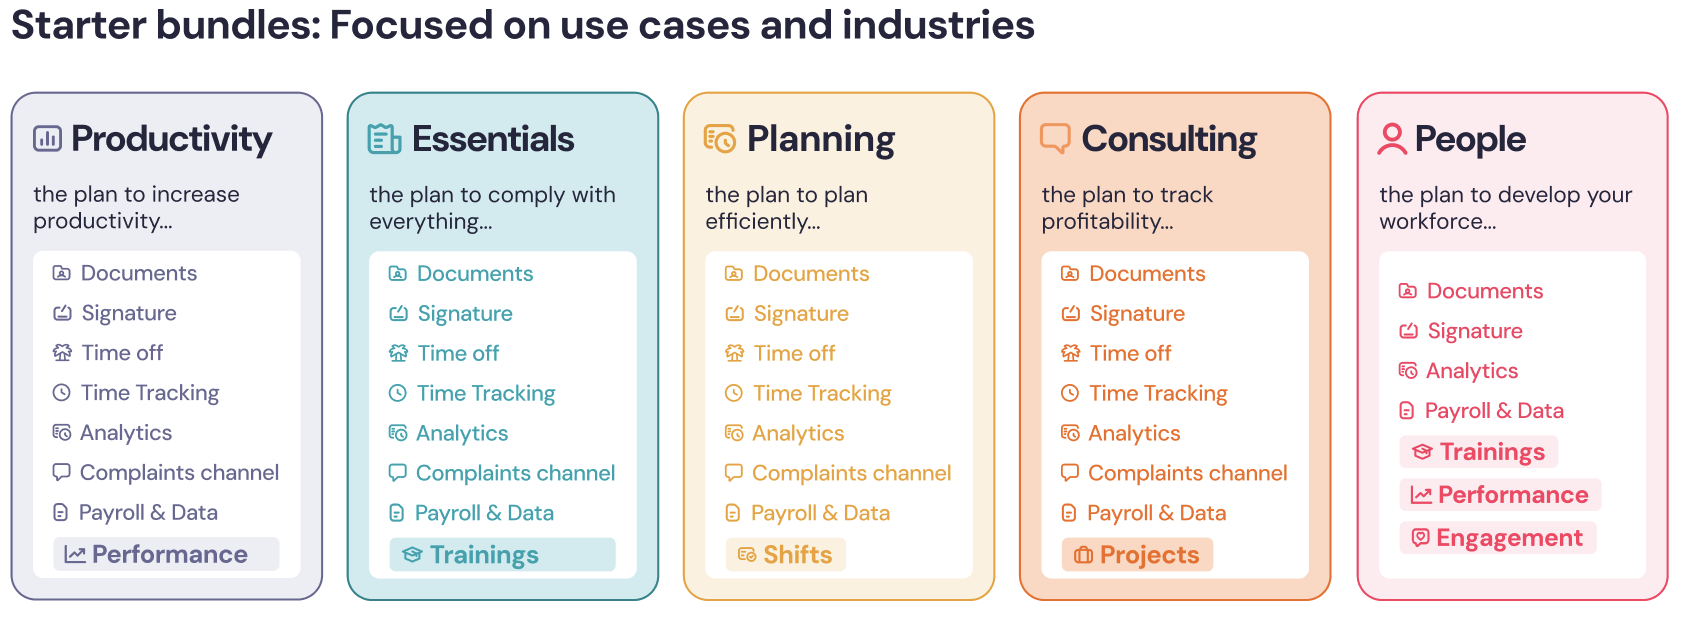 Starter bundles: Focused on use cases and industries
Productivity
the plan to increase
productivity...
Documents
Signature
Time off
Time Tracking
Analytics
Complaints channel
Payroll & Data
Performance
Essentials
the plan to comply with
everything...
Documents
Signature
Time off
Time Tracking
Analytics
Complaints channel
Payroll & Data
Trainings
Planning
the plan to plan
efficiently...
Documents
Signature
Time off
Time Tracking
Analytics
Complaints channel
Payroll & Data
Shifts
Consulting
the plan to track
profitability...
Documents
Signature
Time off
Time Tracking
Analytics
Complaints channel
Payroll & Data
Projects
People
the plan to develop your
workforce...
Documents
Signature
Analytics
Payroll & Data
Trainings
Performance
Engagement